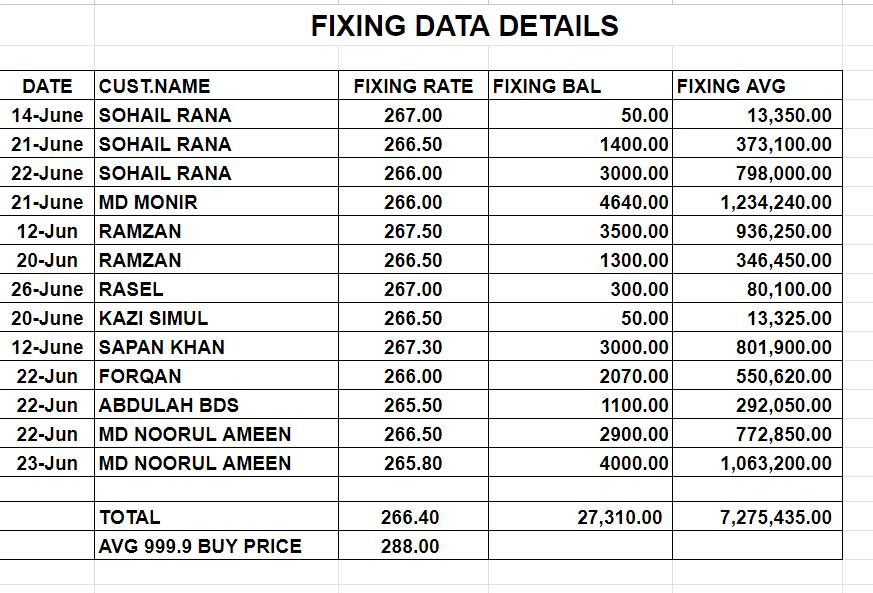 FIXING DATA DETAILS
DATE CUST.NAME FIXING RATE FIXING BAL FIXING AVG
14-June SOHAIL RANA 267.00 50.00 13,350.00
21-June SOHAIL RANA 266.50 1400.00 373,100.00
22-June SOHAIL RANA 266.00 3000.00 798,000.00
21-June MD MONIR 266.00 4640.00 1,234,240.00
12-Jun RAMZAN 267.50 3500.00 936,250.00
20-Jun RAMZAN 266.50 1300.00 346,450.00
26-June RASEL 267.00 300.00 80,100.00
20-June KAZI SIMUL 266.50 50.00 13,325.00
12-June SAPAN KHAN 267.30 3000.00 801,900.00
22-Jun FORQAN 266.00 2070.00 550,620.00
22-Jun ABDULAH BDS 265.50 1100.00 292,050.00
22-Jun MD NOORUL AMEEN 266.50 2900.00 772,850.00
23-Jun MD NOORUL AMEEN 265.80 4000.00 1,063,200.00
TOTAL 266.40 27,310.00 7,275,435.00
AVG 999.9 BUY PRICE 288.00